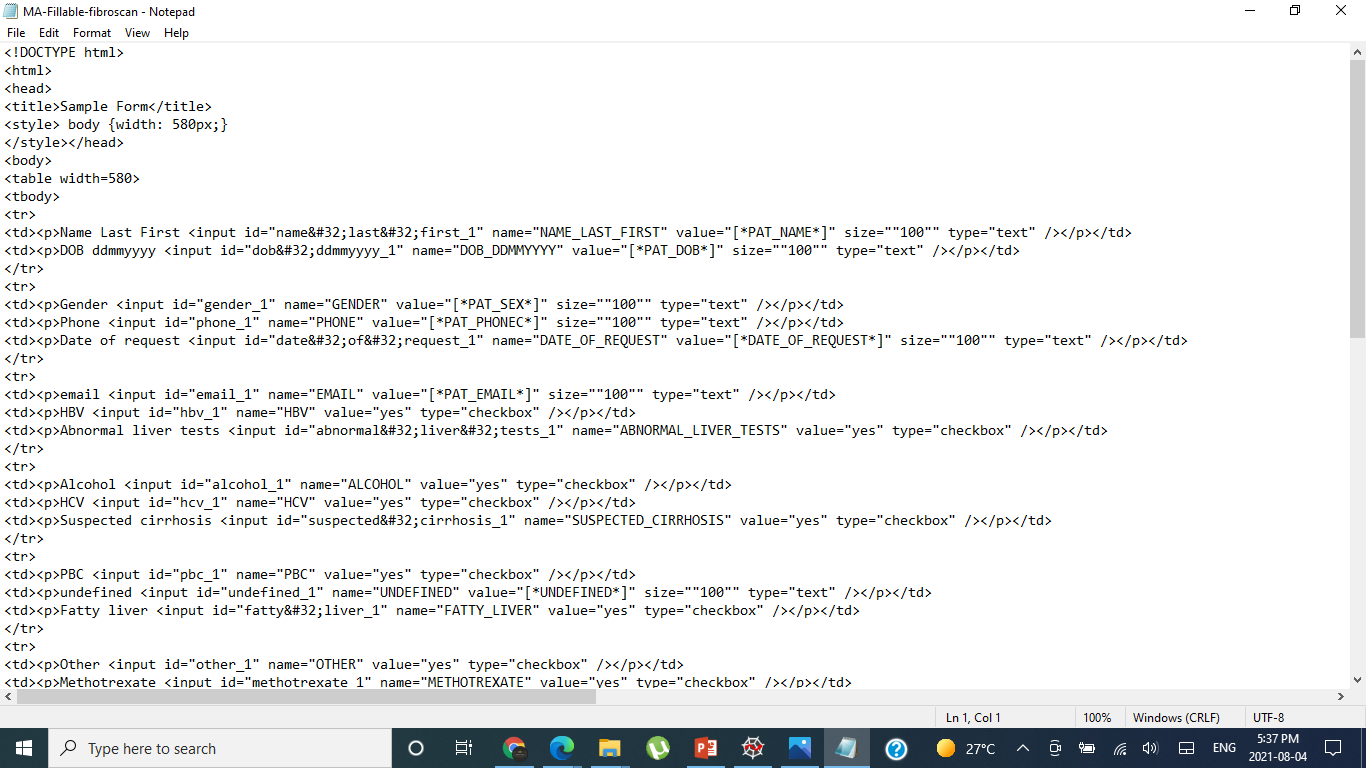 MA-Fillable-fibroscan - Notepad
File Edit Format View Help
<!DOCTYPE html>
<html>
<head>
<title>Sample Form</title>
<style> body {width: 580px;}
</style></head>
<body>
<table width=580>
<tbody>
<tr>
<td><p>Name Last First <input id="name&#32;last&#32;first_1" name="NAME_LAST_FIRST" value="[*PAT_NAME*]" size=""100"" type="text" /></p></td>
<td><p>DOB ddmmyyyy <input id="dob&#32;ddmmyyyy_1" name="DOB_DDMMYYYY" value="[*PAT_DOB*]" size=""100"" type="text" /></p></td>
</tr>
<tr>
<td><p>Gender <input id="gender_1" name="GENDER" value="[*PAT_SEX*]" size=""100"" type="text" /></p></td>
<td><p>Phone <input id="phone_1" name="PHONE" value="[*PAT_PHONEC*]" size=""100"" type="text" /></p></td>
<td><p>Date of request <input id="date&#32;of&#32;request_1" name="DATE_OF_REQUEST" value="[*DATE_OF_REQUEST*]" size=""100"" type="text" /></p></td>
</tr>
<tr>
<td><p>email <input id="email_1" name="EMAIL" value="[*PAT_EMAIL*]" size=""100"" type="text" /></p></td>
<td><p>HBV <input id="hbv_1" name="HBV" value="yes" type="checkbox" /></p></td>
<td><p>Abnormal liver tests <input id="abnormal&#32;liver&#32;tests_1" name="ABNORMAL_LIVER_TESTS" value="yes" type="checkbox" /></p></td>
</tr>
<tr>
<td><p>Alcohol <input id="alcohol_1" name="ALCOHOL" value="yes" type="checkbox" /></p></td>
<td><p>HCV <input id="hcv_1" name="HCV" value="yes" type="checkbox" /></p></td>
<td><p>Suspected cirrhosis <input id="suspected&#32;cirrhosis_1" name="SUSPECTED_CIRRHOSIS" value="yes" type="checkbox" /></p></td>
</tr>
<tr>
<td><p>PBC <input id="pbc_1" name="PBC" value="yes" type="checkbox" /></p></td>
<td><p>undefined <input id="undefined_1" name="UNDEFINED" value="[*UNDEFINED*]" size=""100"" type="text" /></p></td>
<td><p>Fatty liver <input id="fatty&#32;liver_1" name="FATTY_LIVER" value="yes" type="checkbox" /></p></td>
</tr>
<tr>
<td><p>Other <input id="other_1" name="OTHER" value="yes" type="checkbox" /></p></td>
<td><p>Methotrexate <input id="methotrexate_1" name="METHOTREXATE" value="yes" type="checkbox" /></p></td>
Ln 1, Col 1 100% Windows (CRLF) UTF-8
Type here to search 27°C ENG 5:37 PM
2021-08-04